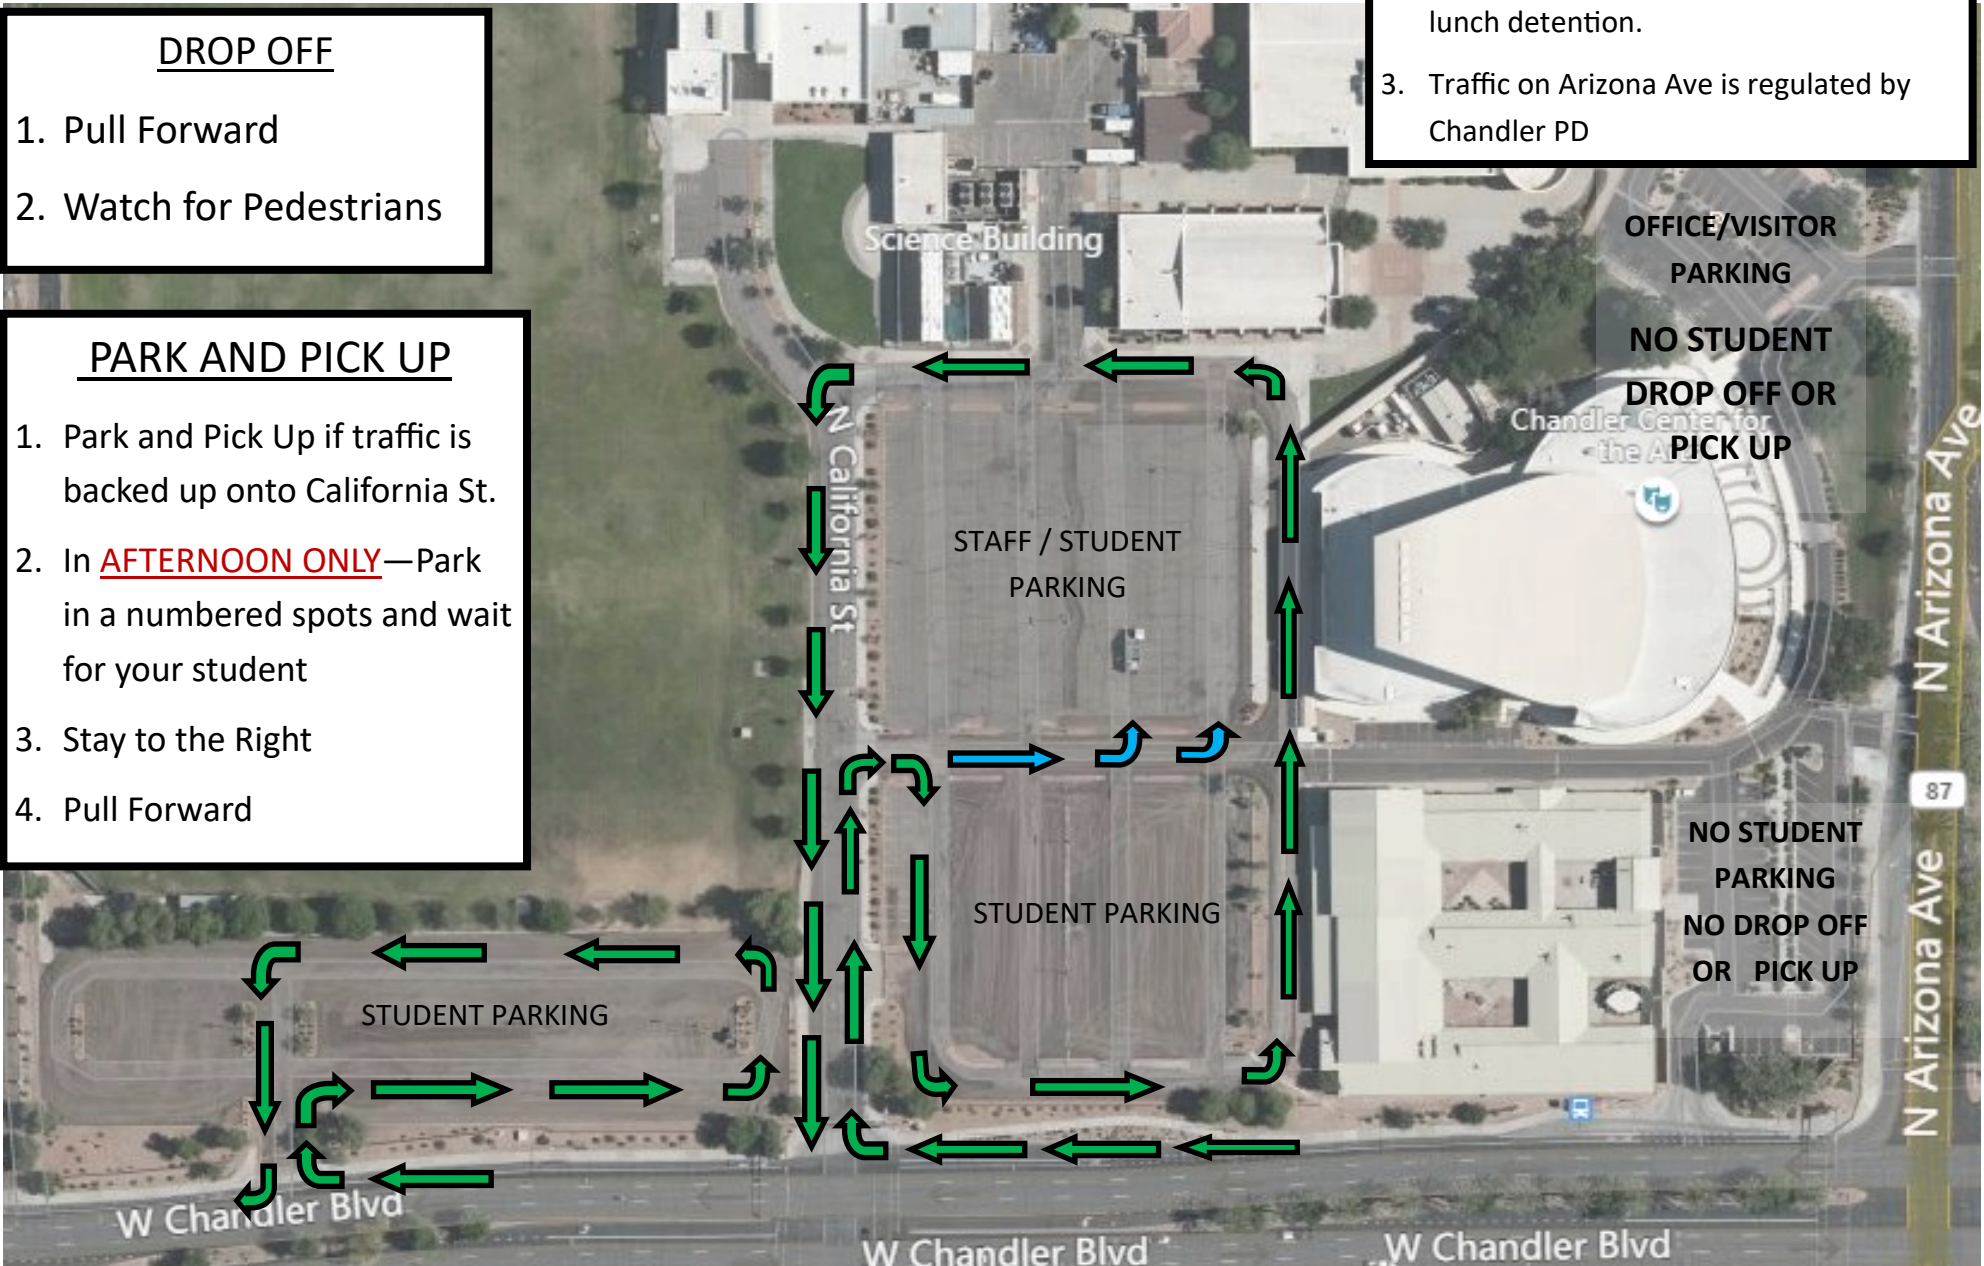 DROP OFF
1. Pull Forward
2. Watch for Pedestrians
PARK AND PICK UP
1. Park and Pick Up if traffic is
backed up onto California St.
2. In AFTERNOON ONLY—Park
in a numbered spots and wait
for your student
3. Stay to the Right
4. Pull Forward
lunch detention.
3. Traffic on Arizona Ave is regulated by
Chandler PD
OFFICE/VISITOR
PARKING
NO STUDENT
DROP OFF OR
PICK UP
Science Building
Chandler Center for
the Arts
N California St
STAFF / STUDENT
PARKING
N Arizona Ave
87
STUDENT PARKING
NO STUDENT
PARKING
NO DROP OFF
OR PICK UP
N Arizona Ave
STUDENT PARKING
W Chandler Blvd
W Chandler Blvd
W Chandler Blvd